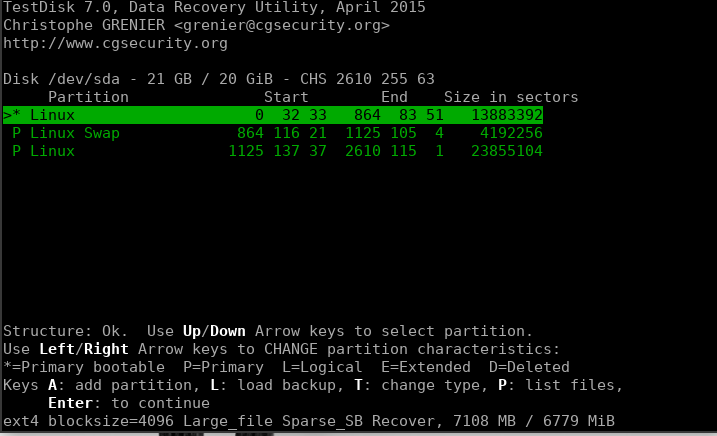 TestDisk 7.0, Data Recovery Utility, April 2015
Christophe GRENIER <grenier@cgsecurity.org>
http://www.cgsecurity.org
Disk /dev/sda - 21 GB / 20 GiB - CHS 2610 255 63
     Partition               Start        End    Size in sectors
>* Linux                    0  32 33   864  83 51   13883392
 P Linux Swap             864 116 21  1125 105  4    4192256
 P Linux                 1125 137 37  2610 115  1   23855104
Structure: Ok.  Use Up/Down Arrow keys to select partition.
Use Left/Right Arrow keys to CHANGE partition characteristics:
*=Primary bootable  P=Primary  L=Logical  E=Extended  D=Deleted
Keys A: add partition, L: load backup, T: change type, P: list files,
     Enter: to continue
ext4 blocksize=4096 Large_file Sparse_SB Recover, 7108 MB / 6779 MiB